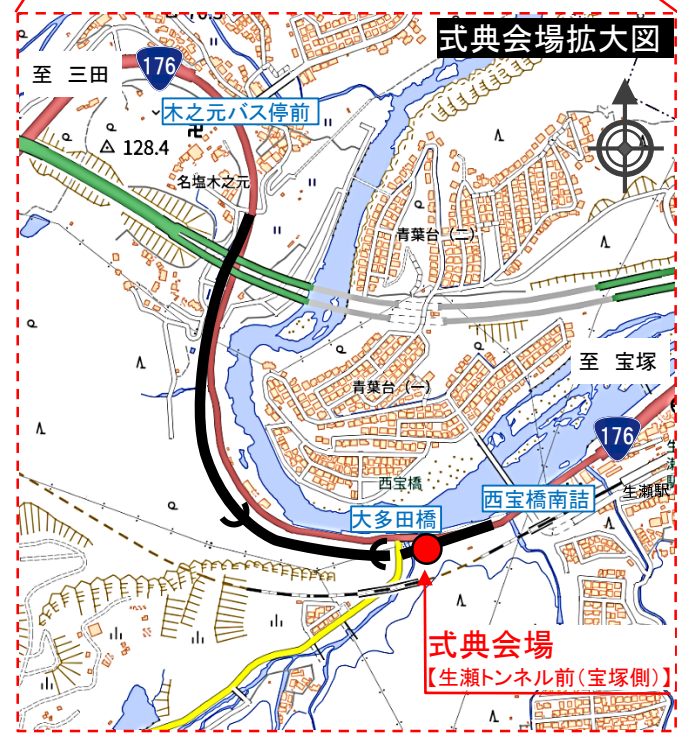 式典会場拡大図
至 三田
176
木之元バス停前
128.4
名塩木之元
青葉台(二)
至 宝塚
青葉台(一)
176
西宝橋
西宝橋南詰
生瀬駅
大多田橋
式典会場
【生瀬トンネル前(宝塚側)】